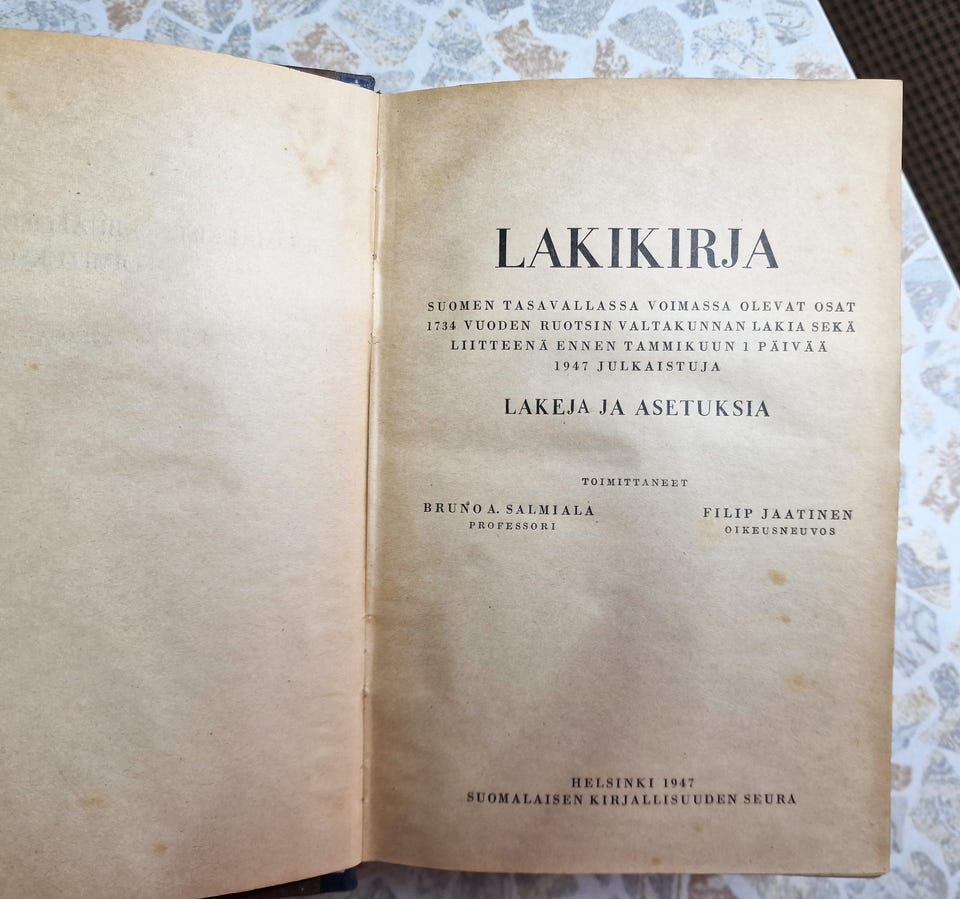 LAKIKIRJA
SUOMEN TASAVALLASSA VOIMASSA OLEVAT OSAT
1734 VUODEN RUOTSIN VALTAKUNNAN LAKIA SEKÄ
LIITTEENÄ ENNEN TAMMIKUUN 1 PÄIVÄÄ
1947 JULKAISTUJA
LAKEJA JA ASETUKSIA
TOIMITTANEET
BRUNO A. SALMIALA
PROFESSORI
FILIP JAATINEN
OIKEUSNEUVOS
HELSINKI 1947
SUOMALAISEN KIRJALLISUUDEN SEURA